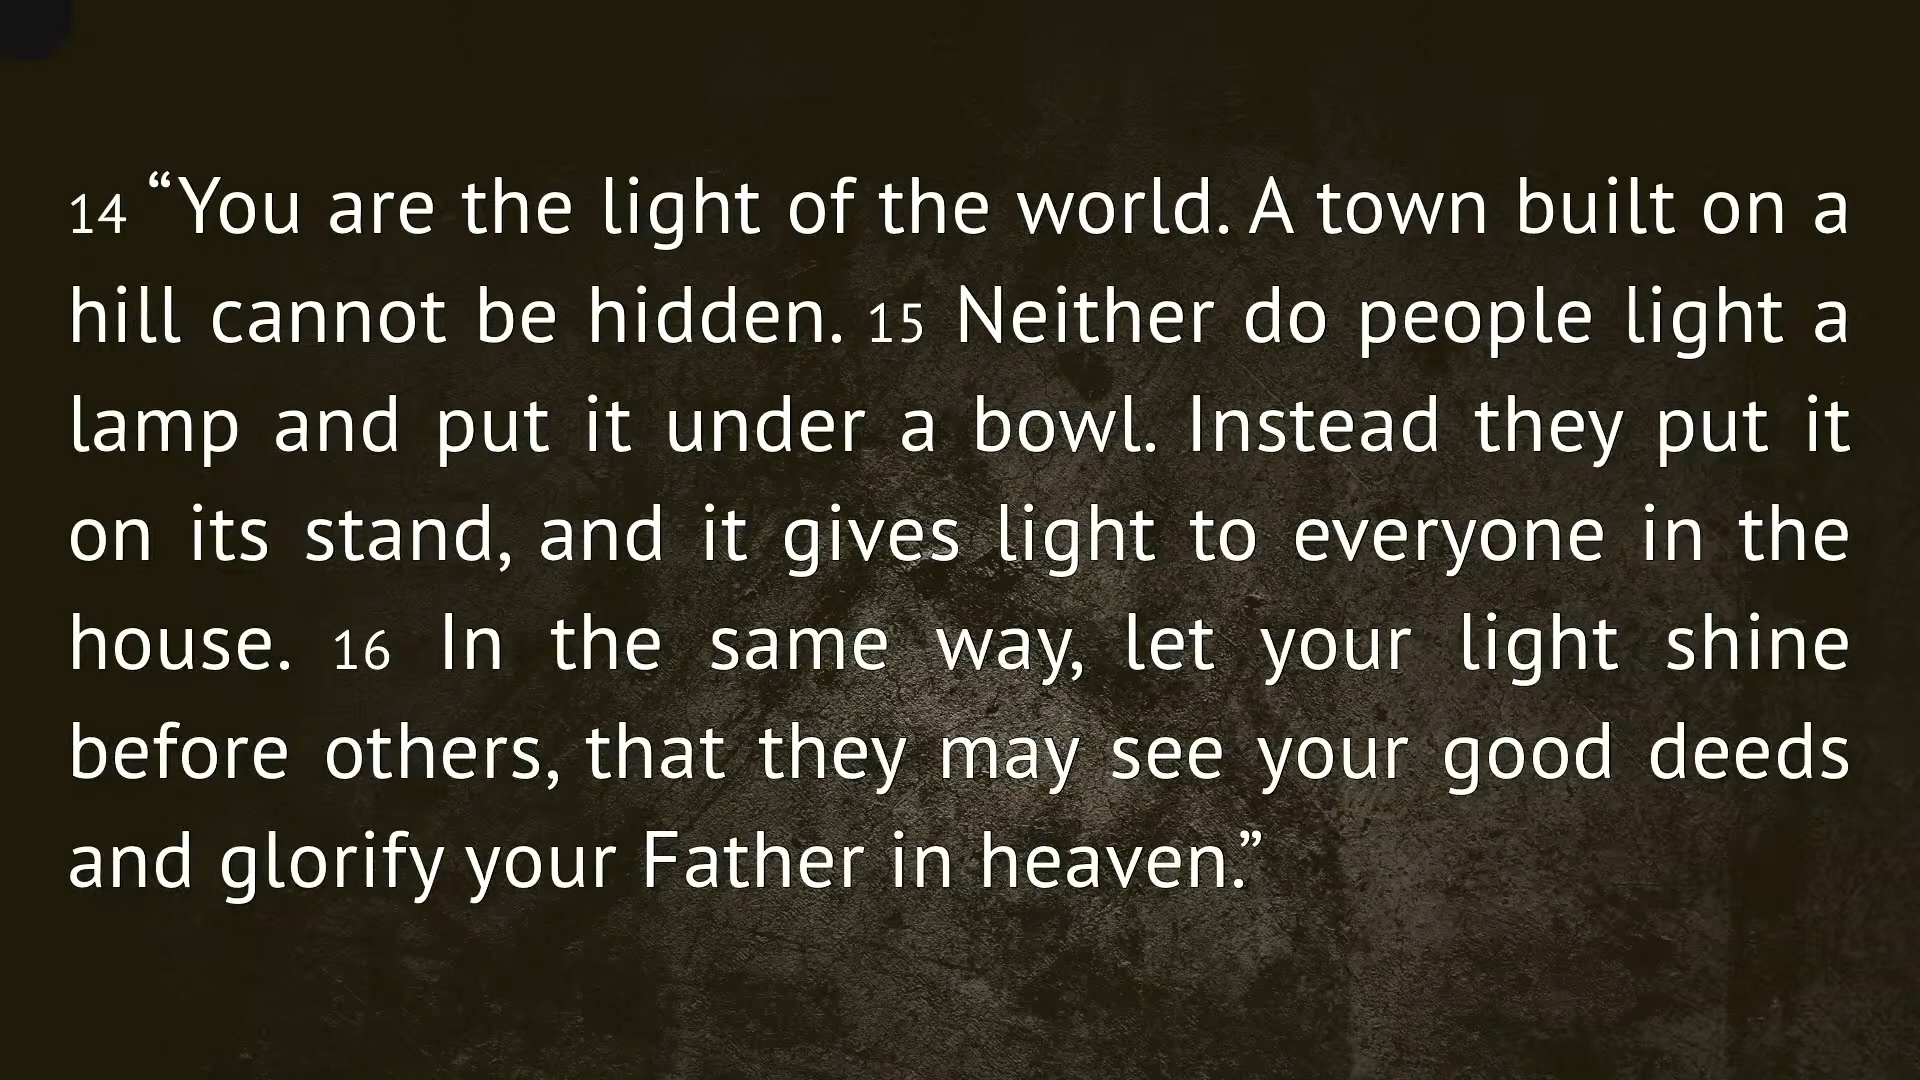 14 “You are the light of the world. A town built on a
hill cannot be hidden. 15 Neither do people light a
lamp and put it under a bowl. Instead they put it
on its stand, and it gives light to everyone in the
house. 16 In the same way, let your light shine
before others, that they may see your good deeds
and glorify your Father in heaven.”